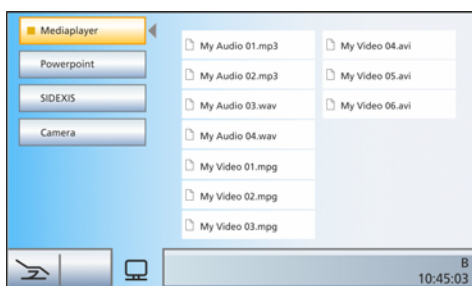 Mediaplayer
Powerpoint
SIDEXIS
Camera
My Audio 01.mp3
My Audio 02.mp3
My Audio 03.wav
My Audio 04.wav
My Video 01.mpg
My Video 02.mpg
My Video 03.mpg
My Video 04.avi
My Video 05.avi
My Video 06.avi
B
10:45:03